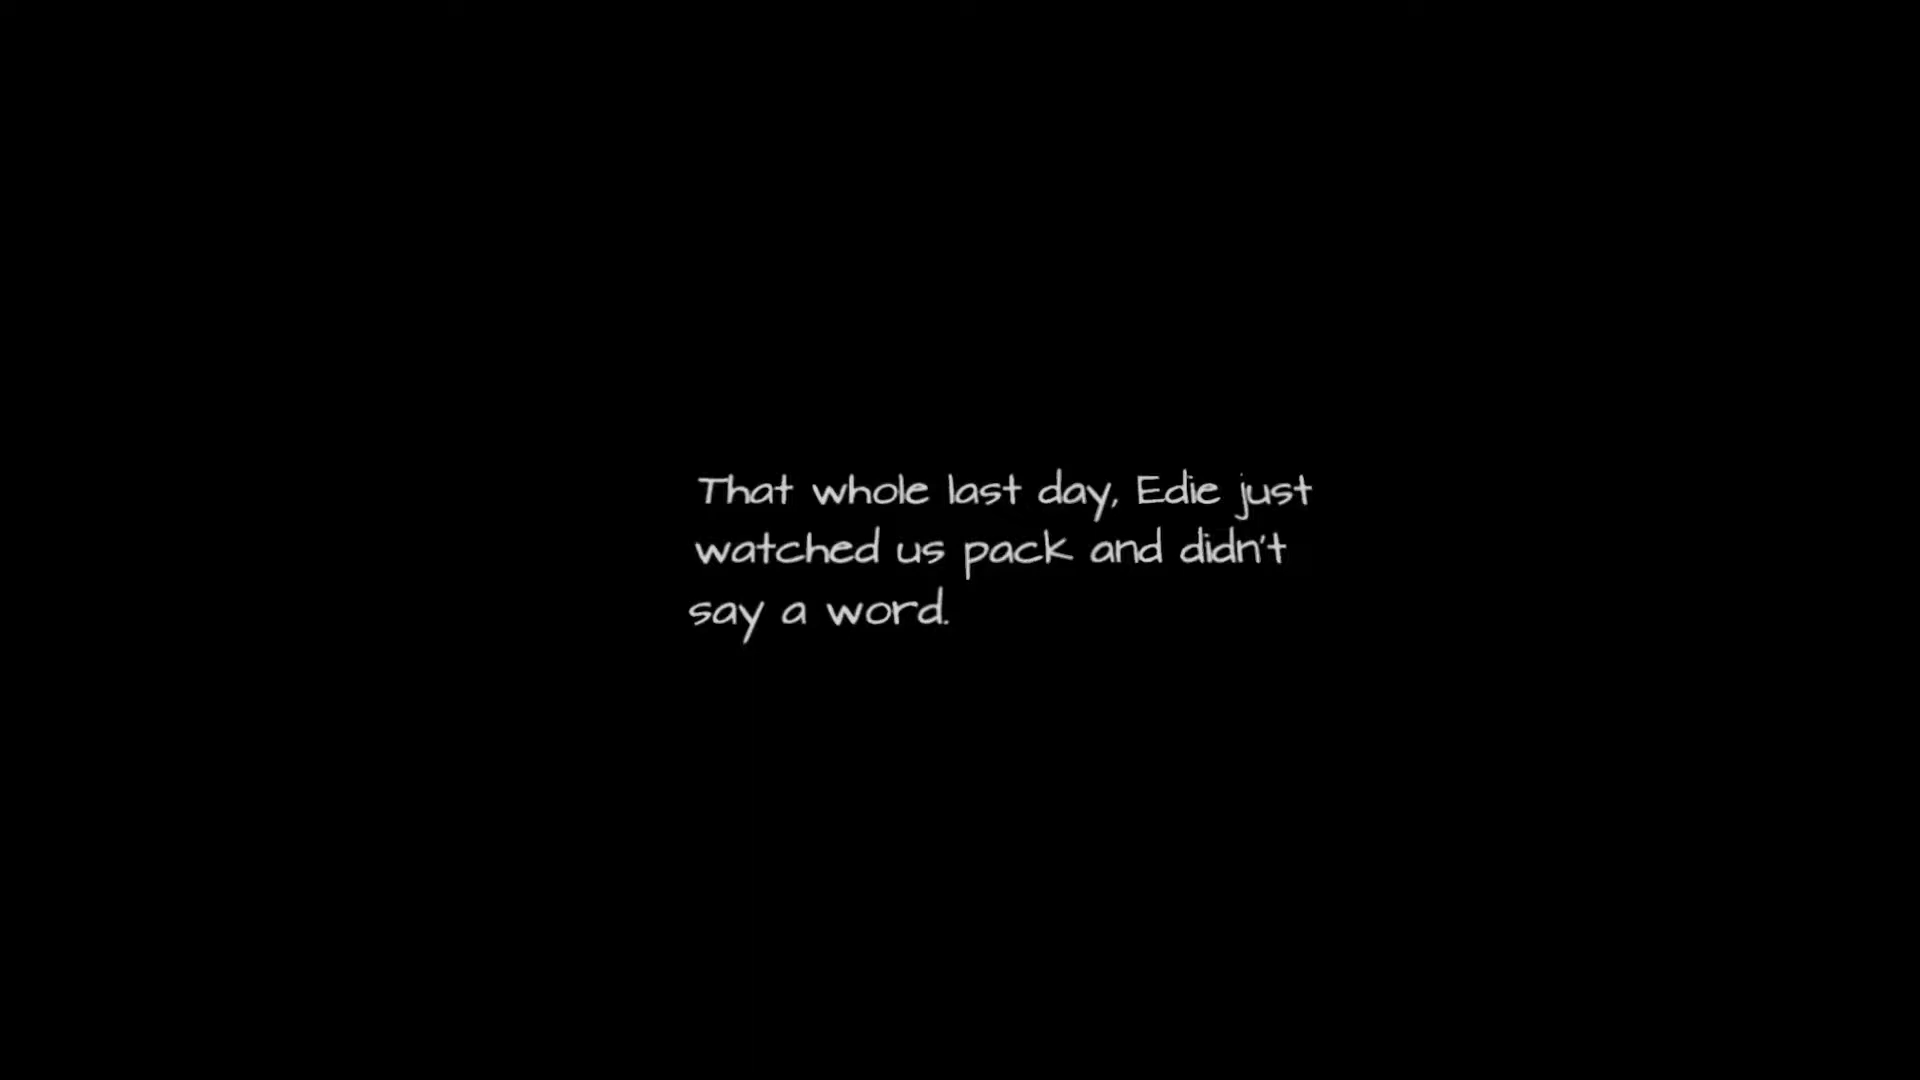 That whole last day, Edie just
watched us pack and didn't
say a word.